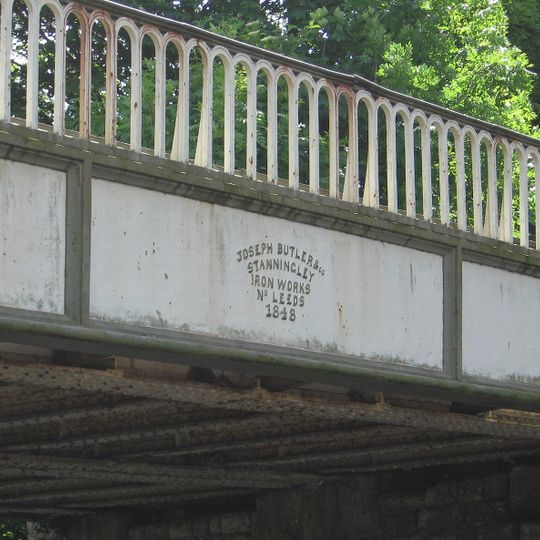 JOSEPH BUTLER & Co
STANNINGLEY
IRON WORKS
Nr LEEDS
1848